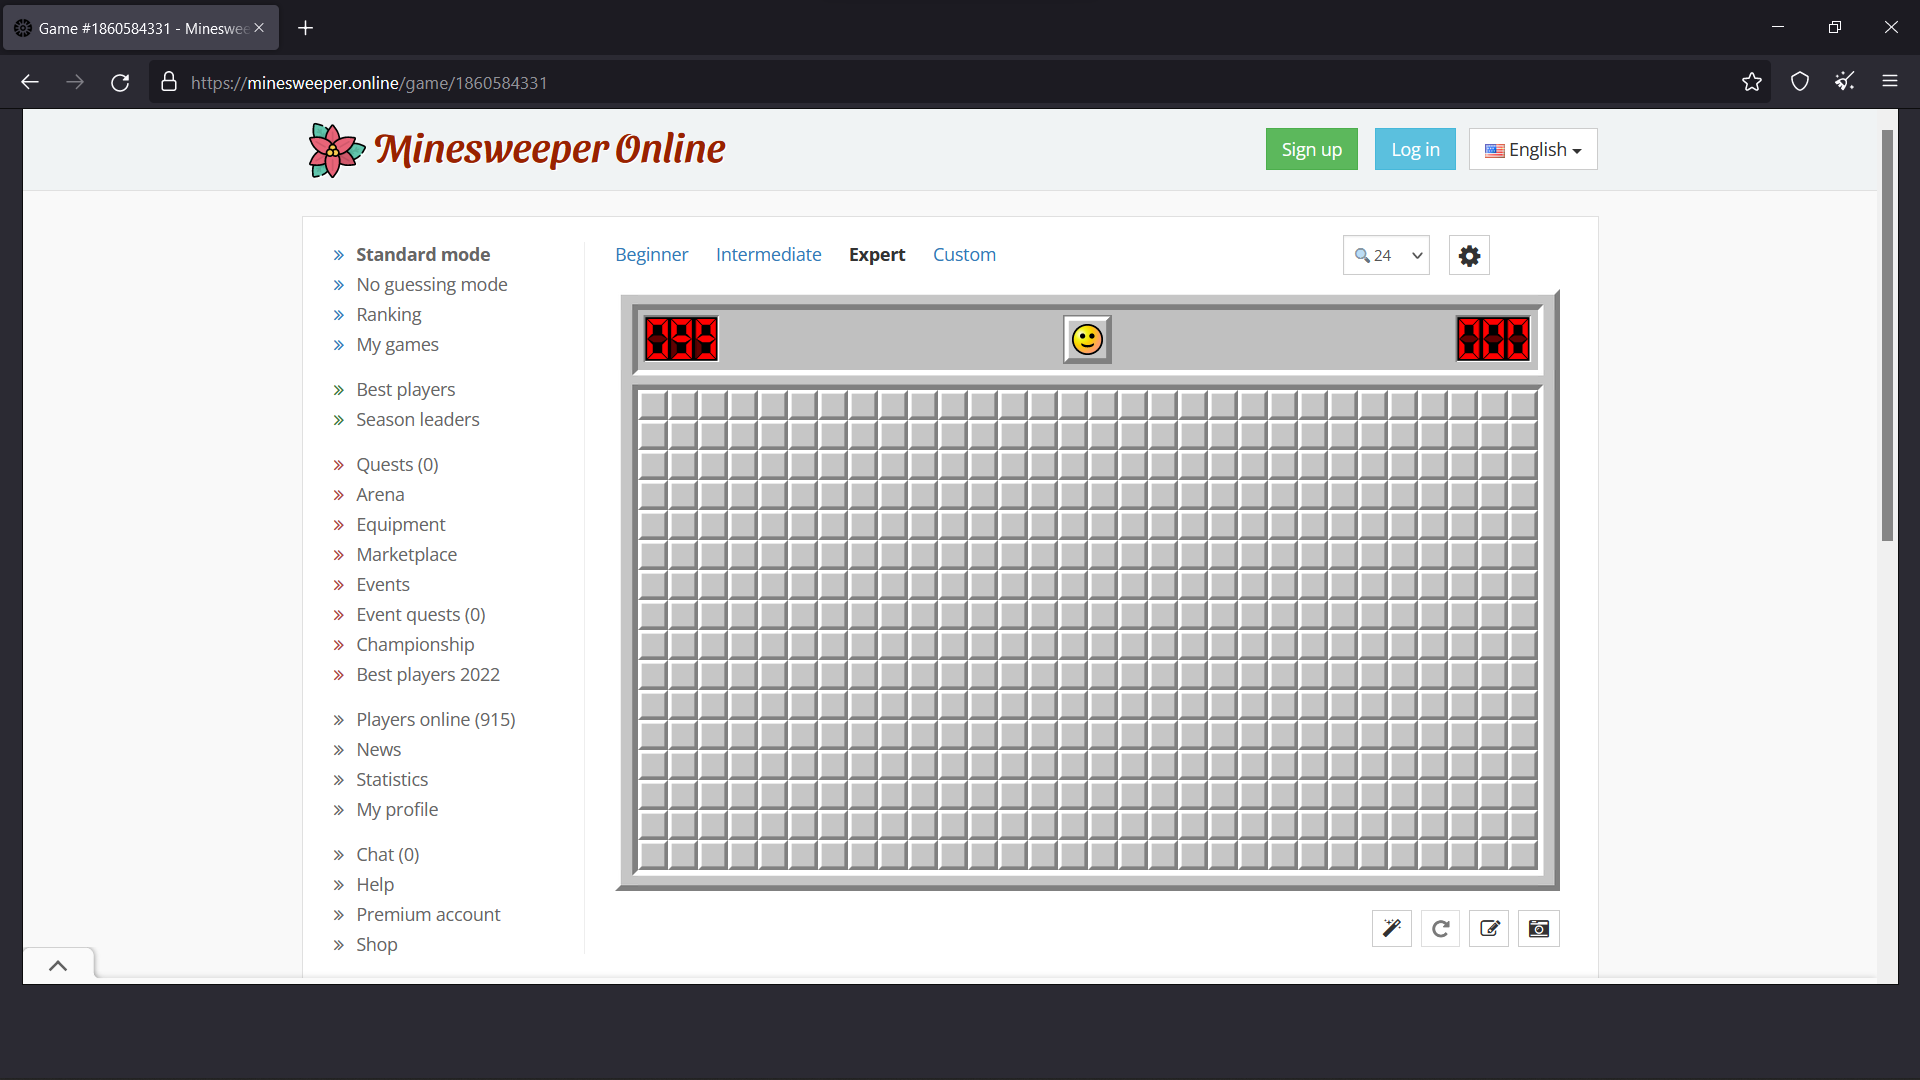 Game #1860584331 - Mineswee
https://minesweeper.online/game/1860584331
Minesweeper Online
Sign up
Log in
English
Standard mode
No guessing mode
Ranking
My games
Best players
Season leaders
Quests (0)
Arena
Equipment
Marketplace
Events
Event quests (0)
Championship
Best players 2022
Players online (915)
News
Statistics
My profile
Chat (0)
Help
Premium account
Shop
Beginner
Intermediate
Expert
Custom
24